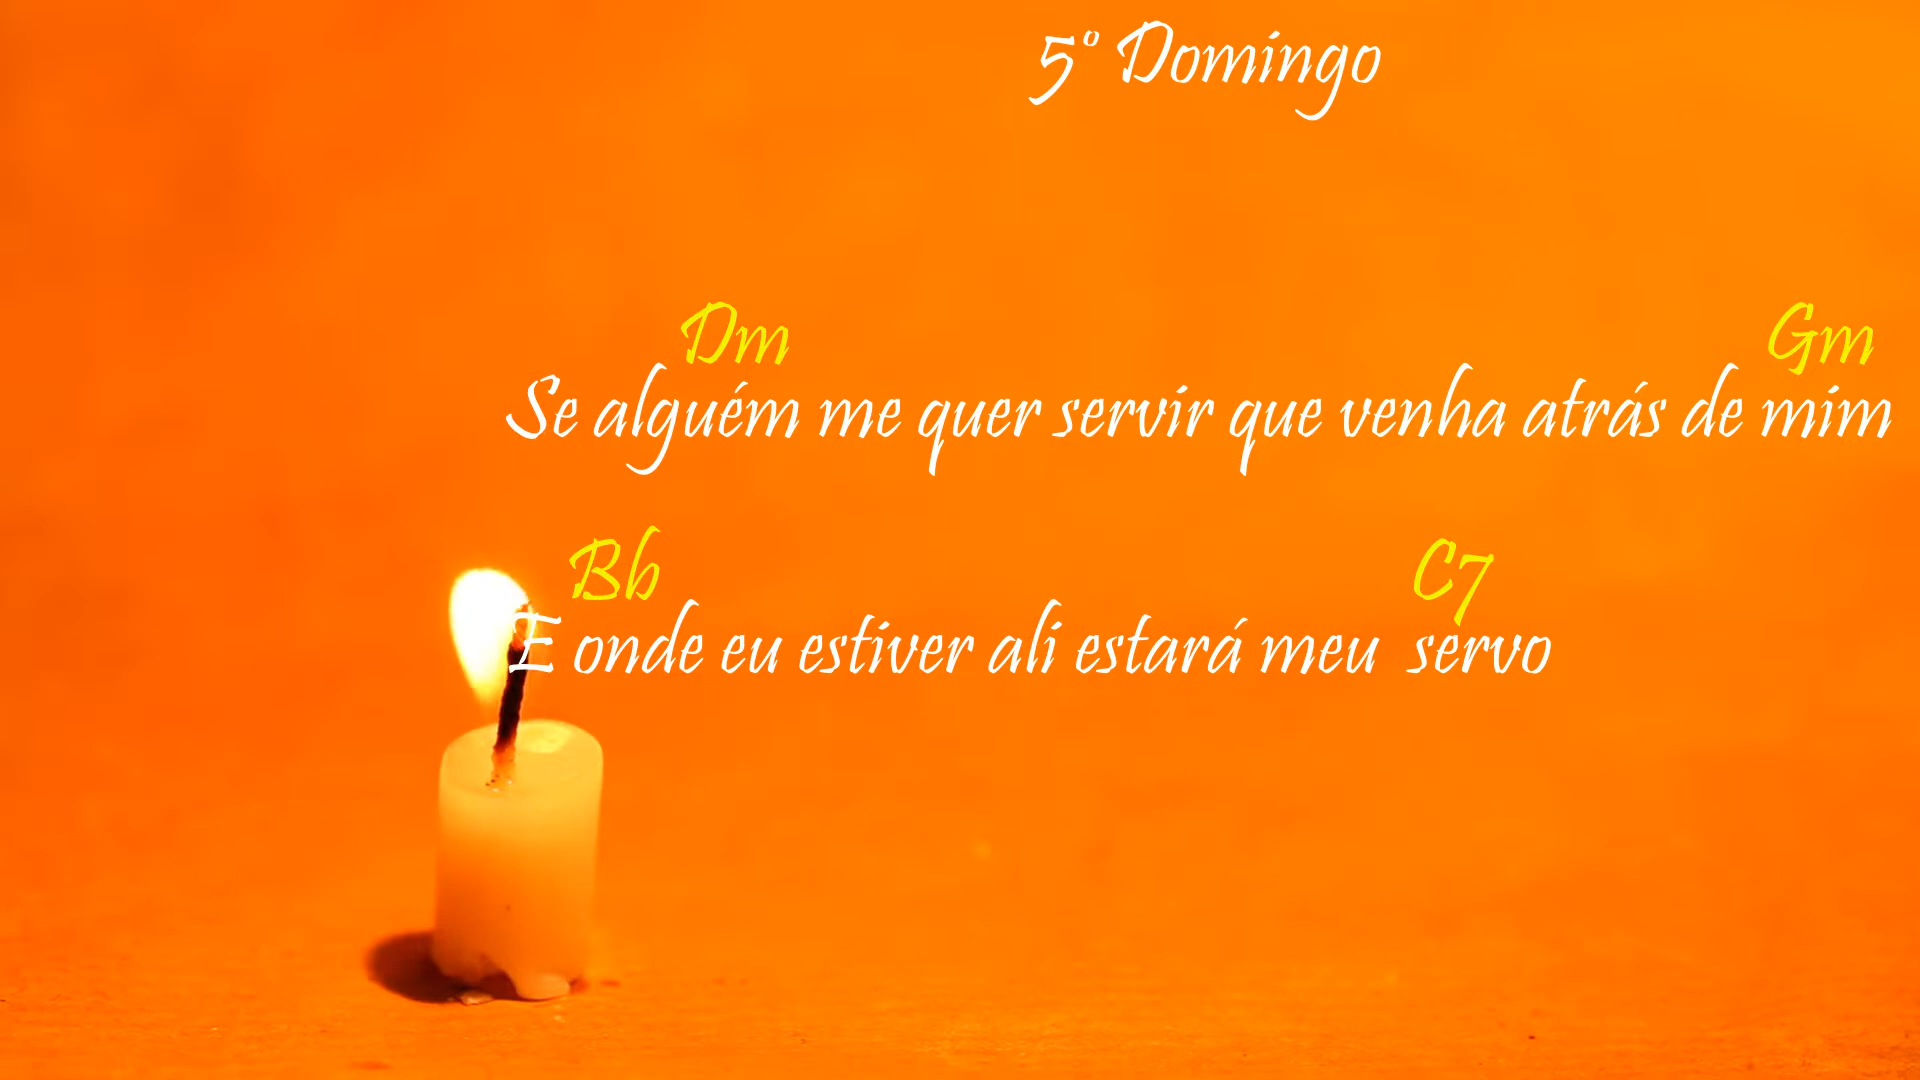 5º Domingo
Dm Gm
Se alguém me quer servir que venha atrás de mim
Bb C7
E onde eu estiver ali estará meu servo